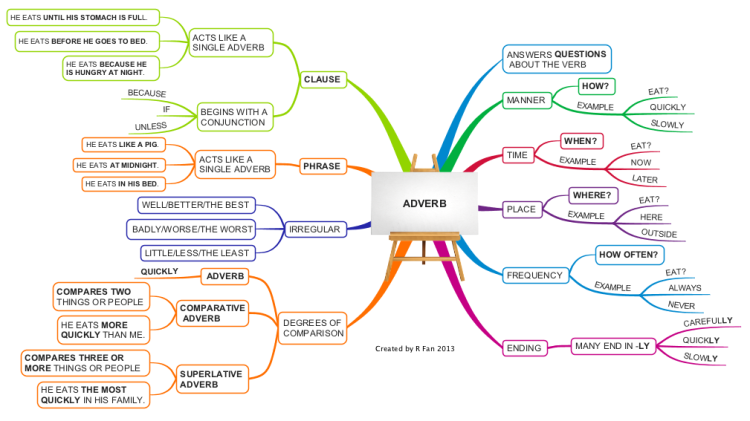 HE EATS UNTIL HIS STOMACH IS FULL.
HE EATS BEFORE HE GOES TO BED.
HE EATS BECAUSE HE
IS HUNGRY AT NIGHT.
ACTS LIKE A
SINGLE ADVERB
CLAUSE
BECAUSE
IF
UNLESS
BEGINS WITH A
CONJUNCTION
HE EATS LIKE A PIG.
HE EATS AT MIDNIGHT.
HE EATS IN HIS BED.
ACTS LIKE A
SINGLE ADVERB
PHRASE
WELL/BETTER/THE BEST
BADLY/WORSE/THE WORST
LITTLE/LESS/THE LEAST
IRREGULAR
QUICKLY
ADVERB
COMPARES TWO
THINGS OR PEOPLE
HE EATS MORE
QUICKLY THAN ME.
COMPARATIVE
ADVERB
COMPARES THREE OR
MORE THINGS OR PEOPLE
HE EATS THE MOST
QUICKLY IN HIS FAMILY.
SUPERLATIVE
ADVERB
DEGREES OF
COMPARISON
ADVERB
Created by R Fan 2013
ANSWERS QUESTIONS
ABOUT THE VERB
MANNER
HOW?
EXAMPLE
EAT?
QUICKLY
SLOWLY
TIME
WHEN?
EXAMPLE
EAT?
NOW
LATER
PLACE
WHERE?
EXAMPLE
EAT?
HERE
OUTSIDE
FREQUENCY
HOW OFTEN?
EXAMPLE
EAT?
ALWAYS
NEVER
ENDING
MANY END IN -LY
CAREFULLY
QUICKLY
SLOWLY